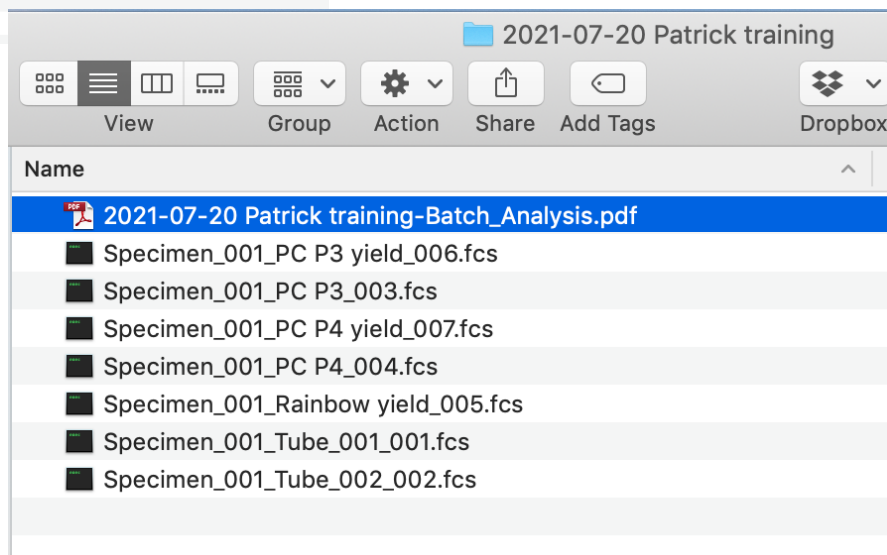 2021-07-20 Patrick training
View Group Action Share Add Tags Dropbox
Name
2021-07-20 Patrick training-Batch_Analysis.pdf
Specimen_001_PC P3 yield_006.fcs
Specimen_001_PC P3_003.fcs
Specimen_001_PC P4 yield_007.fcs
Specimen_001_PC P4_004.fcs
Specimen_001_Rainbow yield_005.fcs
Specimen_001_Tube_001_001.fcs
Specimen_001_Tube_002_002.fcs